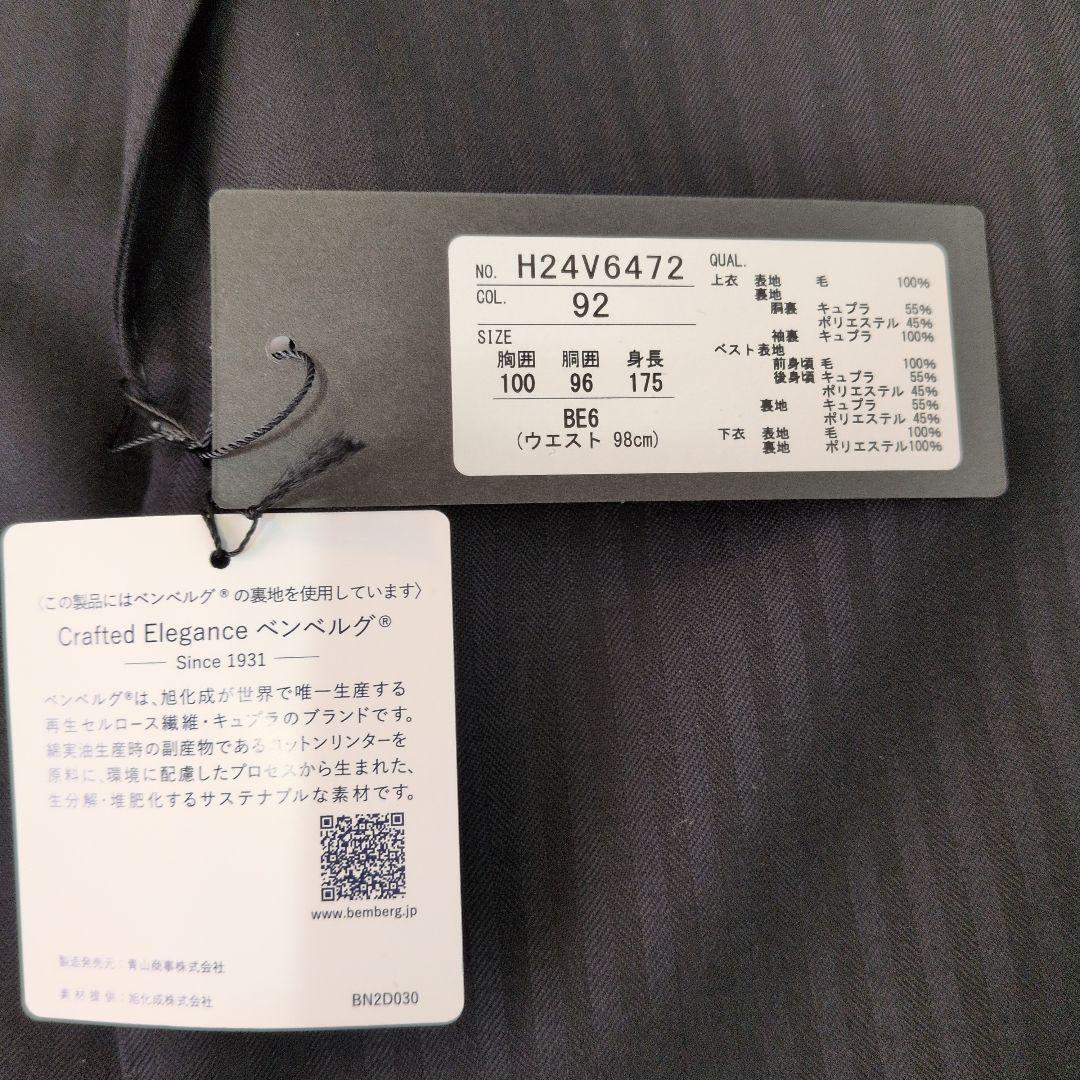 NO. H24V6472
COL. 92
SIZE
胸囲 胴囲 身長
100 96 175
BE6
(ウエスト 98cm)
QUAL.
上衣 表地 毛 100%
裏地
胴裏 キュプラ 55%
ポリエステル 45%
袖裏 キュプラ 100%
ベスト表地
前身頃 毛 100%
後身頃 キュプラ 55%
ポリエステル 45%
裏地 キュプラ 55%
ポリエステル 45%
下衣 表地 毛 100%
裏地 ポリエステル100%
〈この製品にはベンベルグ®の裏地を使用しています〉
Crafted Elegance ベンベルグ®
Since 1931
ベンベルグ®は、旭化成が世界で唯一生産する
再生セルロース繊維・キュプラのブランドです。
綿実油生産時の副産物であるコットンリンターを
原料に、環境に配慮したプロセスから生まれた、
生分解・堆肥化するサステナブルな素材です。
www.bemberg.jp
製造発売元：青山商事株式会社
素材提供：旭化成株式会社
BN2D030